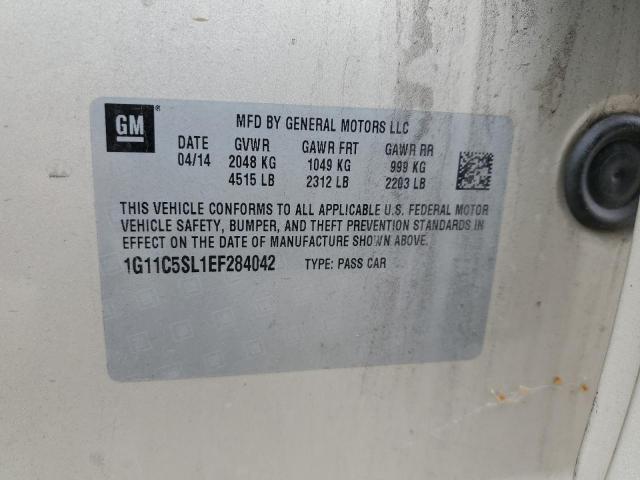 GM
MFD BY GENERAL MOTORS LLC
DATE GVWR GAWR FRT GAWR RR
04/14 2048 KG 1049 KG 999 KG
4515 LB 2312 LB 2203 LB
THIS VEHICLE CONFORMS TO ALL APPLICABLE U.S. FEDERAL MOTOR
VEHICLE SAFETY, BUMPER, AND THEFT PREVENTION STANDARDS IN
EFFECT ON THE DATE OF MANUFACTURE SHOWN ABOVE.
1G11C5SL1EF284042 TYPE: PASS CAR